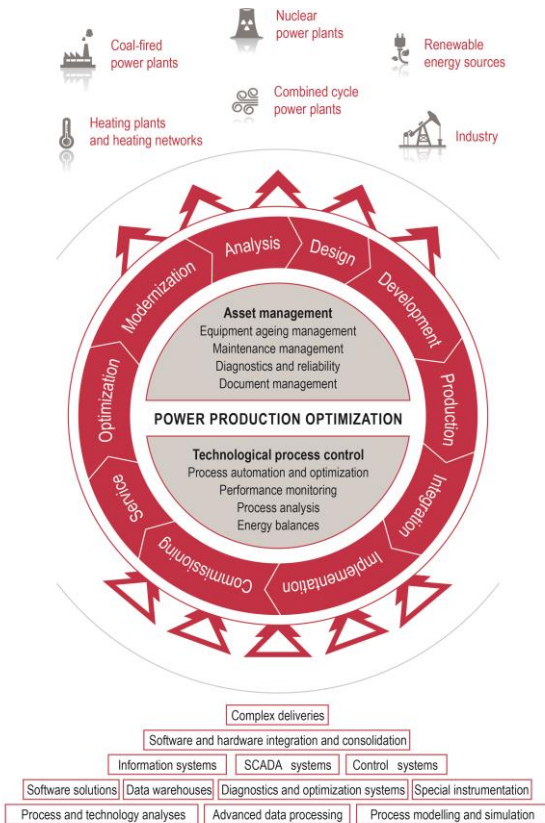 Nuclear
power plants
Coal-fired
power plants
Renewable
energy sources
Combined cycle
power plants
Heating plants
and heating networks
Industry
Analysis
Design
Development
Production
Integration
Implementation
Commissioning
Service
Optimization
Modernization
Asset management
Equipment ageing management
Maintenance management
Diagnostics and reliability
Document management
POWER PRODUCTION OPTIMIZATION
Technological process control
Process automation and optimization
Performance monitoring
Process analysis
Energy balances
Complex deliveries
Software and hardware integration and consolidation
Information systems
SCADA systems
Control systems
Software solutions
Data warehouses
Diagnostics and optimization systems
Special instrumentation
Process and technology analyses
Advanced data processing
Process modelling and simulation